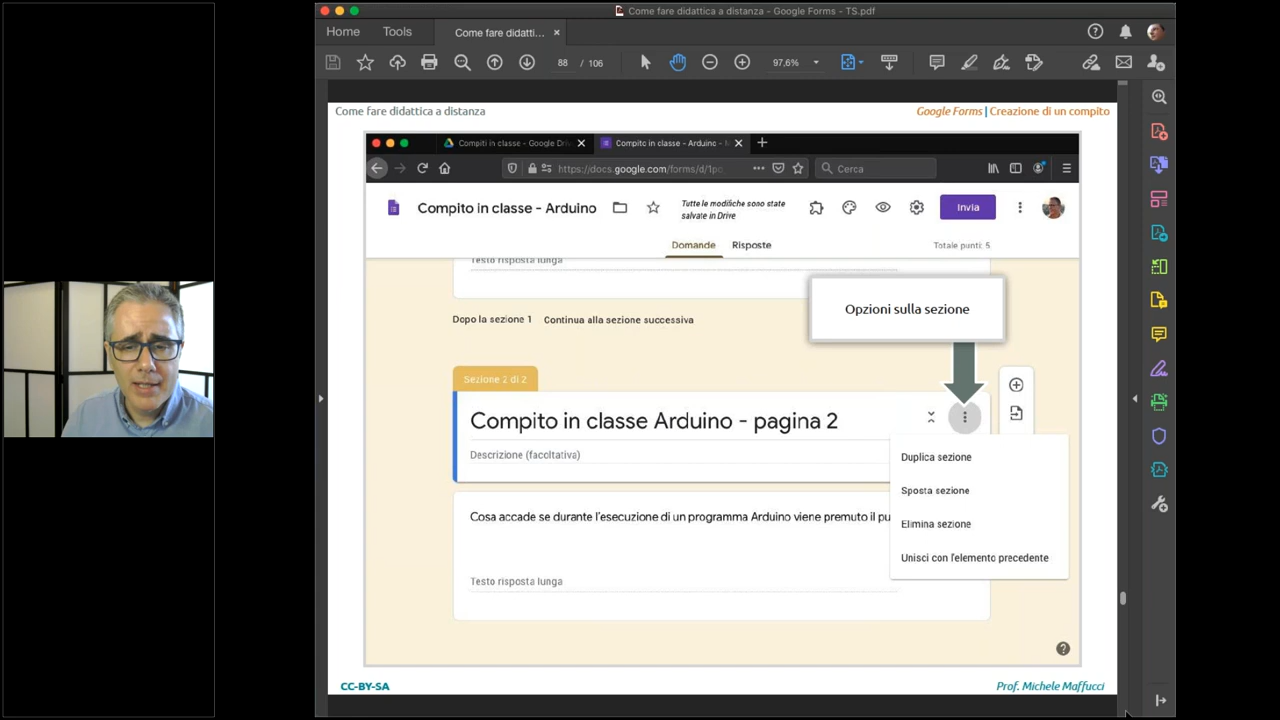 Come fare didattica a distanza - Google Forms - TS.pdf
Home Tools Come fare didatti... ×
88 / 106 97,6%
Come fare didattica a distanza Google Forms | Creazione di un compito
Compiti in classe - Google Driv × Compito in classe - Arduino - × +
https://docs.google.com/forms/d/1po Cerca
Compito in classe - Arduino Tutte le modifiche sono state
salvate in Drive
Invia
Domande Risposte Totale punti: 5
Testo risposta lunga
Opzioni sulla sezione
Dopo la sezione 1 Continua alla sezione successiva
Sezione 2 di 2
Compito in classe Arduino - pagina 2
Descrizione (facoltativa)
Duplica sezione
Sposta sezione
Elimina sezione
Unisci con l'elemento precedente
Cosa accade se durante l'esecuzione di un programma Arduino viene premuto il pu
Testo risposta lunga
CC-BY-SA Prof. Michele Maffucci